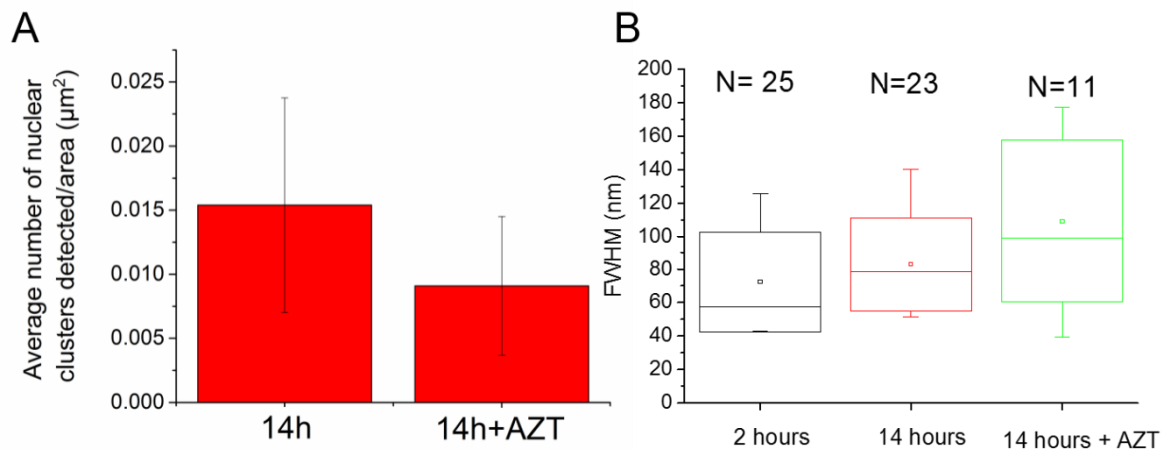 A
Average number of nuclear
clusters detected/area (µm²)
0.025
0.020
0.015
0.010
0.005
0.000
14h
14h+AZT
B
FWHM (nm)
200
180
160
140
120
100
80
60
40
20
0
N= 25
N=23
N=11
2 hours
14 hours
14 hours + AZT